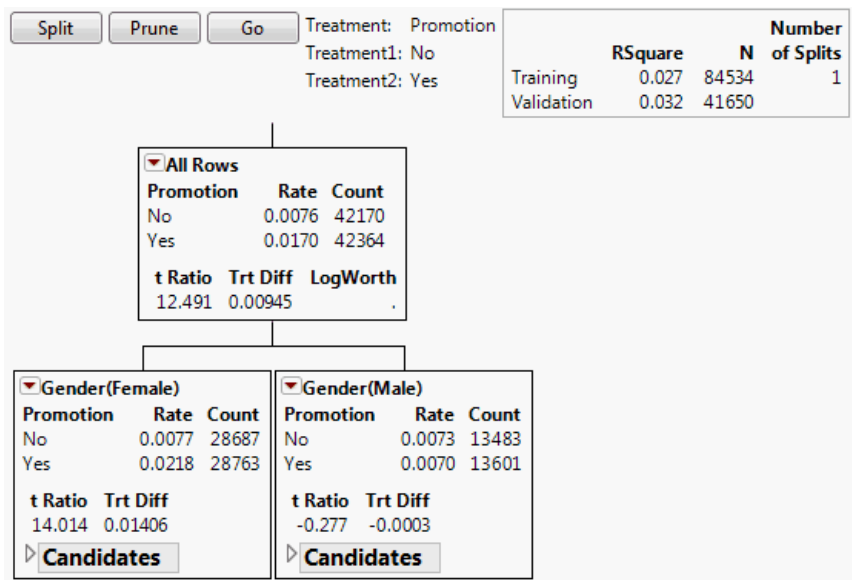 Split Prune Go
Treatment: Promotion
Treatment1: No
Treatment2: Yes
Number
RSquare N of Splits
Training 0.027 84534 1
Validation 0.032 41650
All Rows
Promotion Rate Count
No 0.0076 42170
Yes 0.0170 42364
t Ratio Trt Diff LogWorth
12.491 0.00945 .
Gender(Female)
Promotion Rate Count
No 0.0077 28687
Yes 0.0218 28763
t Ratio Trt Diff
14.014 0.01406
Candidates
Gender(Male)
Promotion Rate Count
No 0.0073 13483
Yes 0.0070 13601
t Ratio Trt Diff
-0.277 -0.0003
Candidates